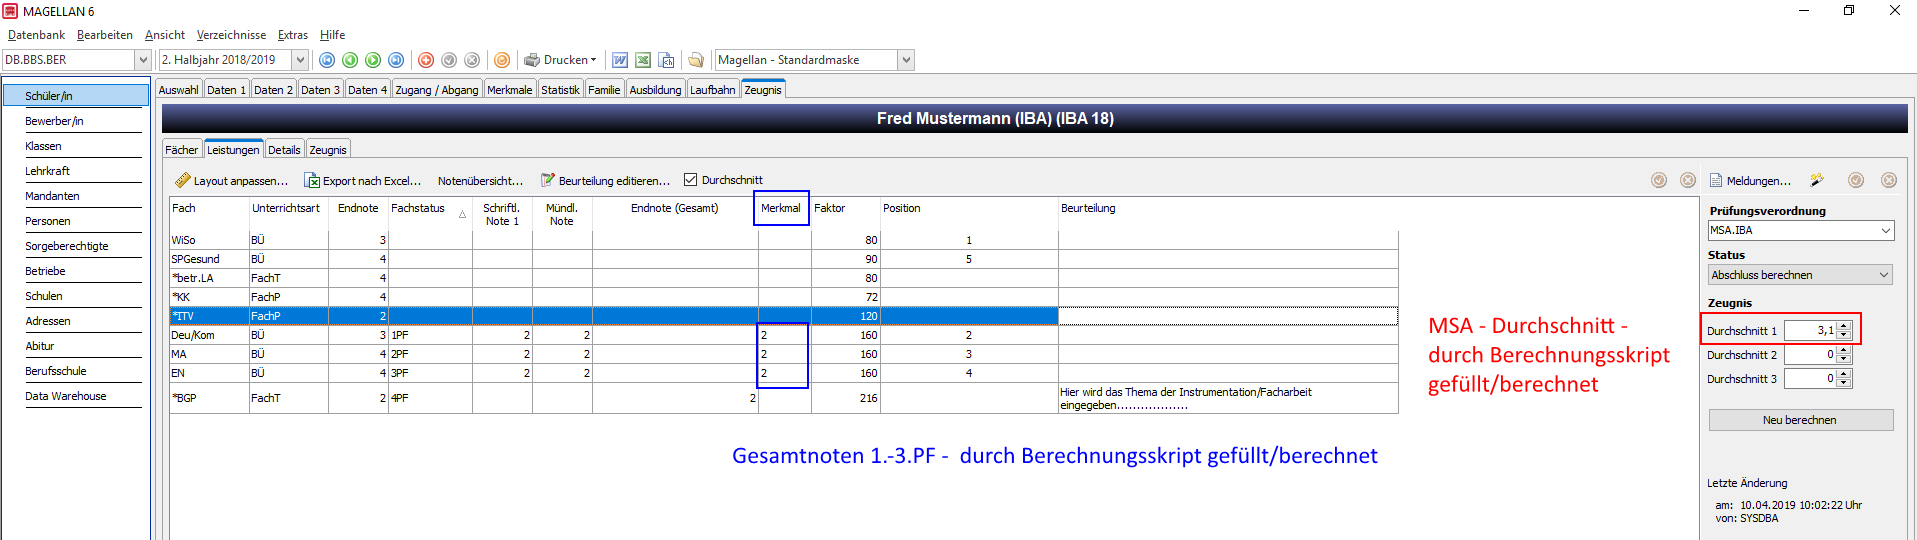 MAGELLAN 6
Datenbank Bearbeiten Ansicht Verzeichnisse Extras Hilfe
DB.BBS.BER 2. Halbjahr 2018/2019 Drucken Magellan - Standardmaske
Schüler/in
Bewerber/in
Klassen
Lehrkraft
Mandanten
Personen
Sorgeberechtigte
Betriebe
Schulen
Adressen
Abitur
Berufsschule
Data Warehouse
Auswahl Daten 1 Daten 2 Daten 3 Daten 4 Zugang / Abgang Merkmale Statistik Familie Ausbildung Laufbahn Zeugnis
Fred Mustermann (IBA) (IBA 18)
Fächer Leistungen Details Zeugnis
Layout anpassen... Export nach Excel... Notenübersicht... Beurteilung editieren... Durchschnitt
Fach Unterrichtsart Endnote Fachstatus Schriftl. Note 1 Mündl. Note Endnote (Gesamt) Merkmal Faktor Position Beurteilung
WiSo BÜ 3 80 1
SPGesund BÜ 4 90 5
*betr.LA FachT 4 80
*KK FachP 4 72
*ITV FachP 2 120
Deu/Kom BÜ 3 1PF 2 2 2 160 2
MA BÜ 4 2PF 2 2 2 160 3
EN BÜ 4 3PF 2 2 2 160 4
*BGP FachT 2 4PF 2 216 Hier wird das Thema der Instrumentation/Facharbeit
eingegeben..................
Gesamtnoten 1.-3.PF - durch Berechnungsskript gefüllt/berechnet
MSA - Durchschnitt -
durch Berechnungsskript
gefüllt/berechnet
Meldungen...
Prüfungsverordnung
MSA.IBA
Status
Abschluss berechnen
Zeugnis
Durchschnitt 1 3,1
Durchschnitt 2 0
Durchschnitt 3 0
Neu berechnen
Letzte Änderung
am: 10.04.2019 10:02:22 Uhr
von: SYSDBA